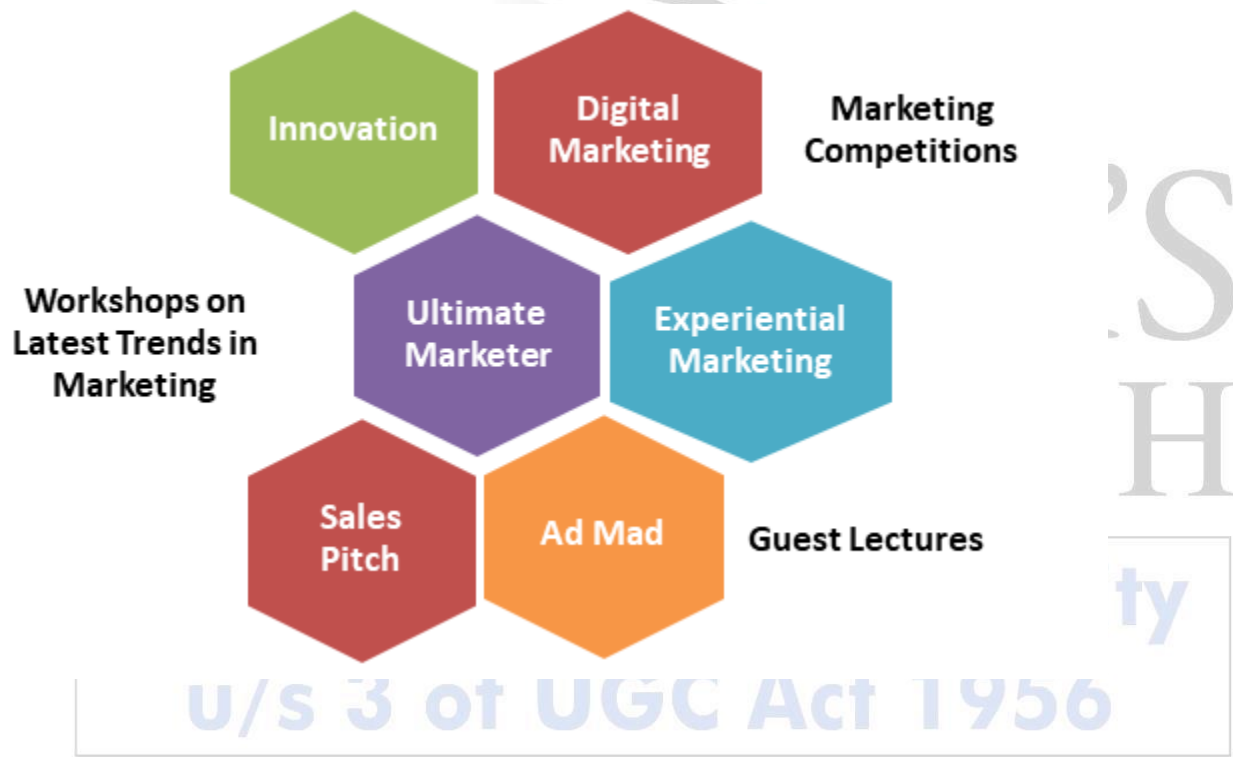 Innovation
Digital
Marketing
Marketing
Competitions
Workshops on
Latest Trends in
Marketing
Ultimate
Marketer
Experiential
Marketing
Sales
Pitch
Ad Mad
Guest Lectures
'S
H
ty
u/s 3 of UGC Act 1956